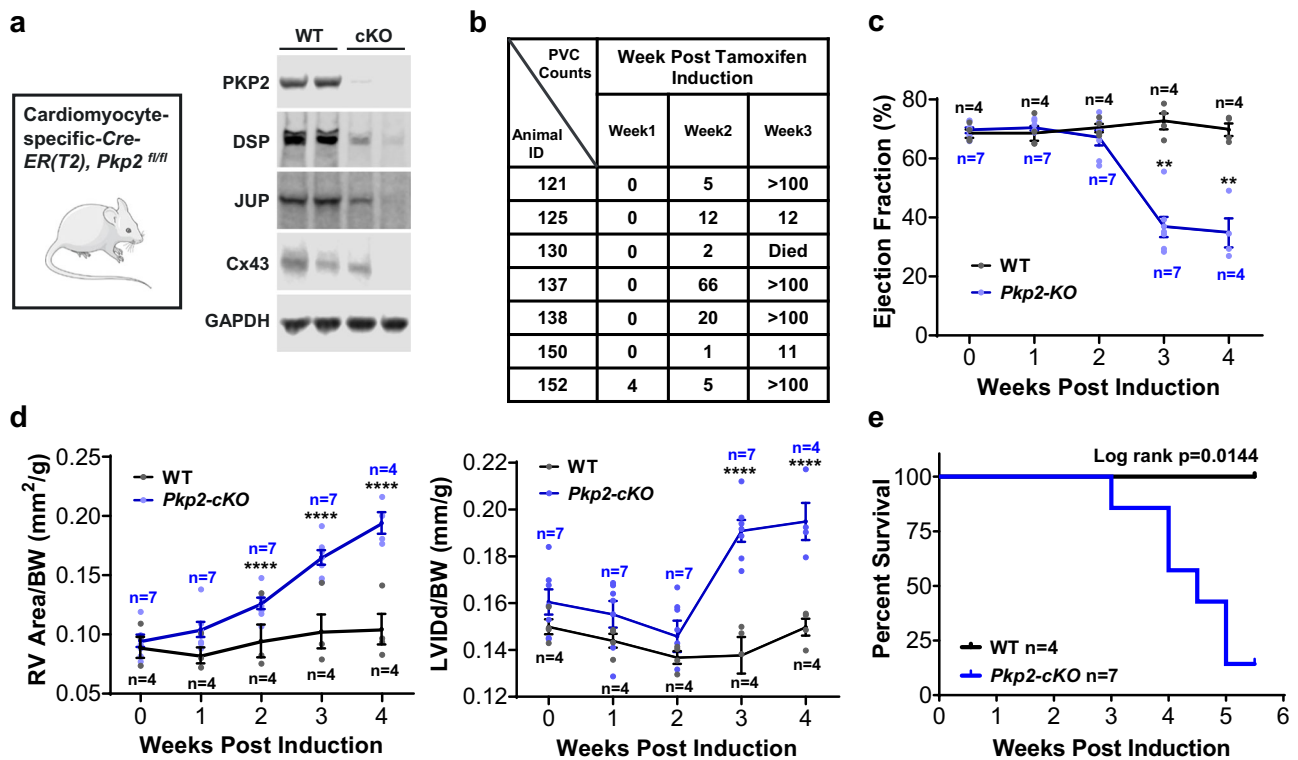 a
WT cKO
Cardiomyocyte-
specific-Cre-
ER(T2), Pkp2 fl/fl
PKP2
DSP
JUP
Cx43
GAPDH
b
PVC
Counts
Animal
ID
Week Post Tamoxifen
Induction
Week1 Week2 Week3
121 0 5 >100
125 0 12 12
130 0 2 Died
137 0 66 >100
138 0 20 >100
150 0 1 11
152 4 5 >100
c
Ejection Fraction (%)
80
60
40
20
0
n=4 n=4 n=4 n=4 n=4
n=7 n=7 n=7 n=7 n=4
** **
WT
Pkp2-KO
0 1 2 3 4
Weeks Post Induction
d
RV Area/BW (mm2/g)
0.25
0.20
0.15
0.10
0.05
WT
Pkp2-cKO
n=7 n=7 n=7 n=7 n=4
**** **** ****
n=4 n=4 n=4 n=4 n=4
0 1 2 3 4
Weeks Post Induction
LVIDd/BW (mm/g)
0.22
0.20
0.18
0.16
0.14
0.12
WT
Pkp2-cKO
n=7 n=7 n=7 n=7 n=4
**** ****
n=4 n=4 n=4 n=4 n=4
0 1 2 3 4
Weeks Post Induction
e
Percent Survival
Log rank p=0.0144
100
75
50
25
0
WT n=4
Pkp2-cKO n=7
0 1 2 3 4 5 6
Weeks Post Induction